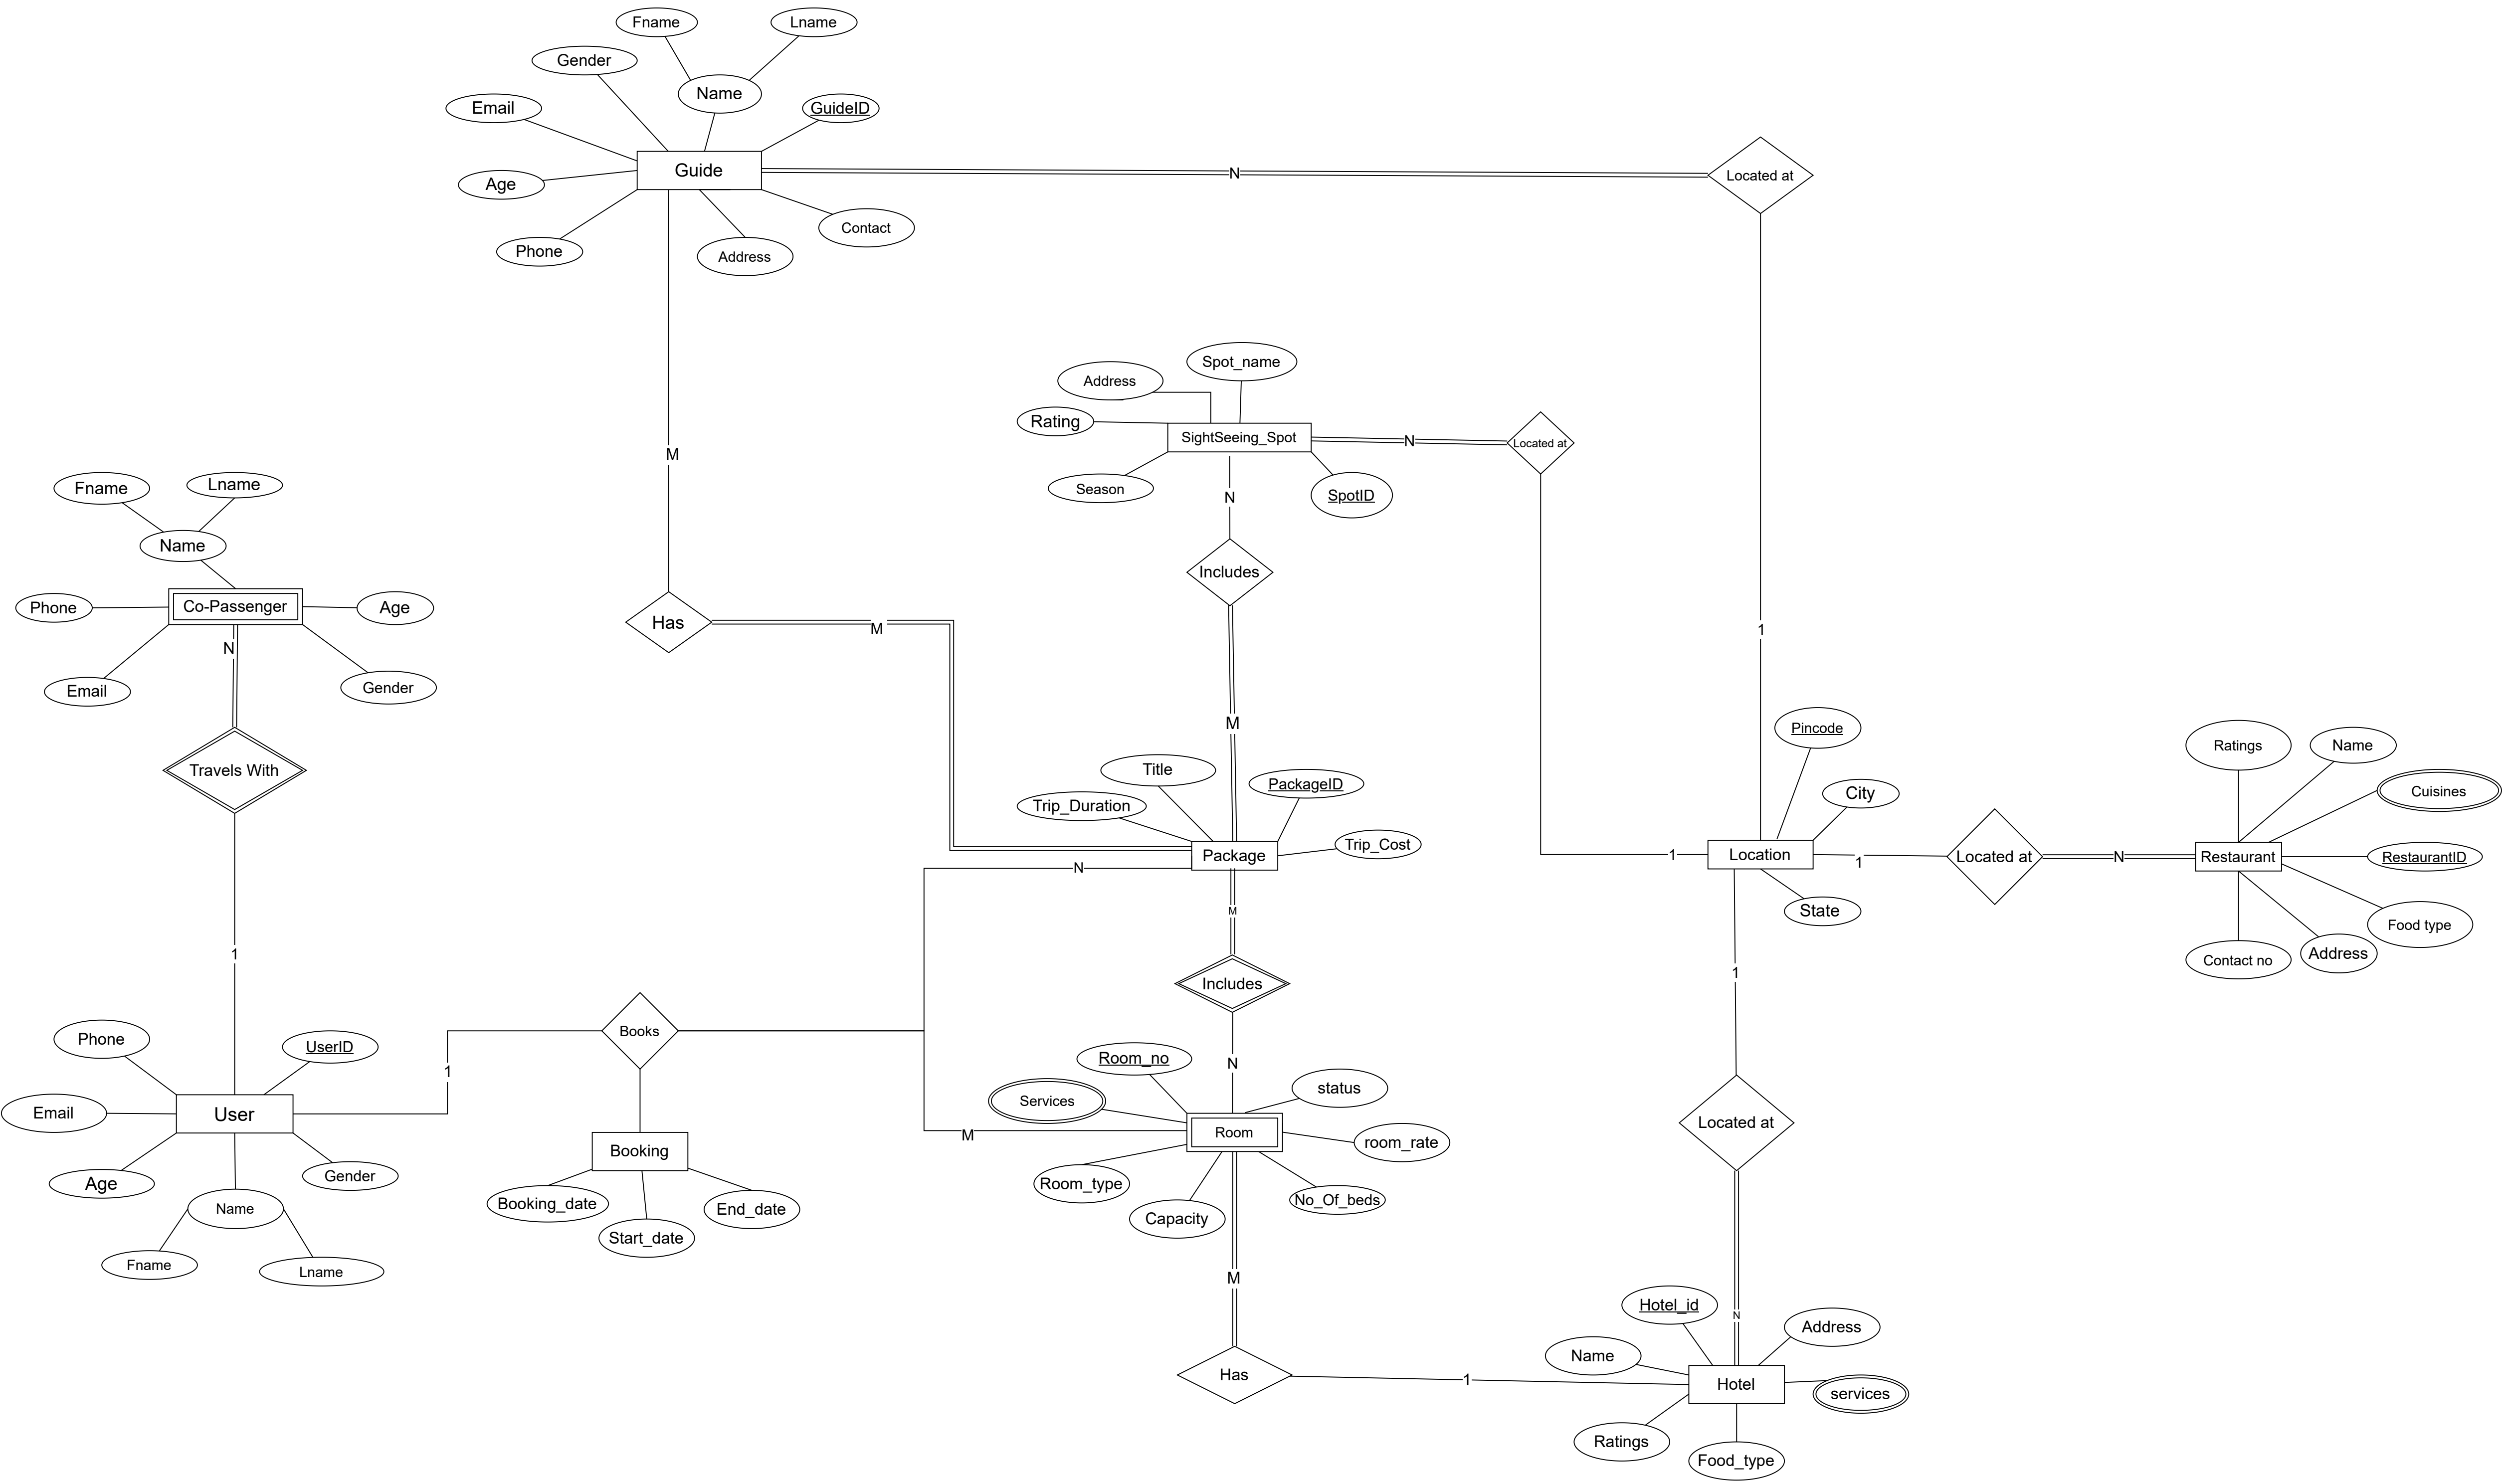 Fname
Lname
Gender
Name
Email
GuideID
Guide
Age
Phone
Address
Contact
N
Located at
M
Has
M
1
Spot_name
Address
Rating
SightSeeing_Spot
Season
SpotID
N
Located at
1
N
Includes
M
Fname
Lname
Name
Phone
Co-Passenger
Age
Email
Gender
N
Travels With
1
Title
PackageID
Trip_Duration
Trip_Cost
Package
N
M
Includes
N
Pincode
City
Location
State
1
Located at
N
Ratings
Name
Cuisines
Restaurant
RestaurantID
Food type
Address
Contact no
1
Located at
N
Phone
UserID
Email
User
Age
Gender
Name
Fname
Lname
1
Books
Booking
Booking_date
Start_date
End_date
M
Room_no
status
Services
Room
room_rate
Room_type
Capacity
No_Of_beds
M
Has
1
Hotel_id
Address
Name
Hotel
services
Ratings
Food_type